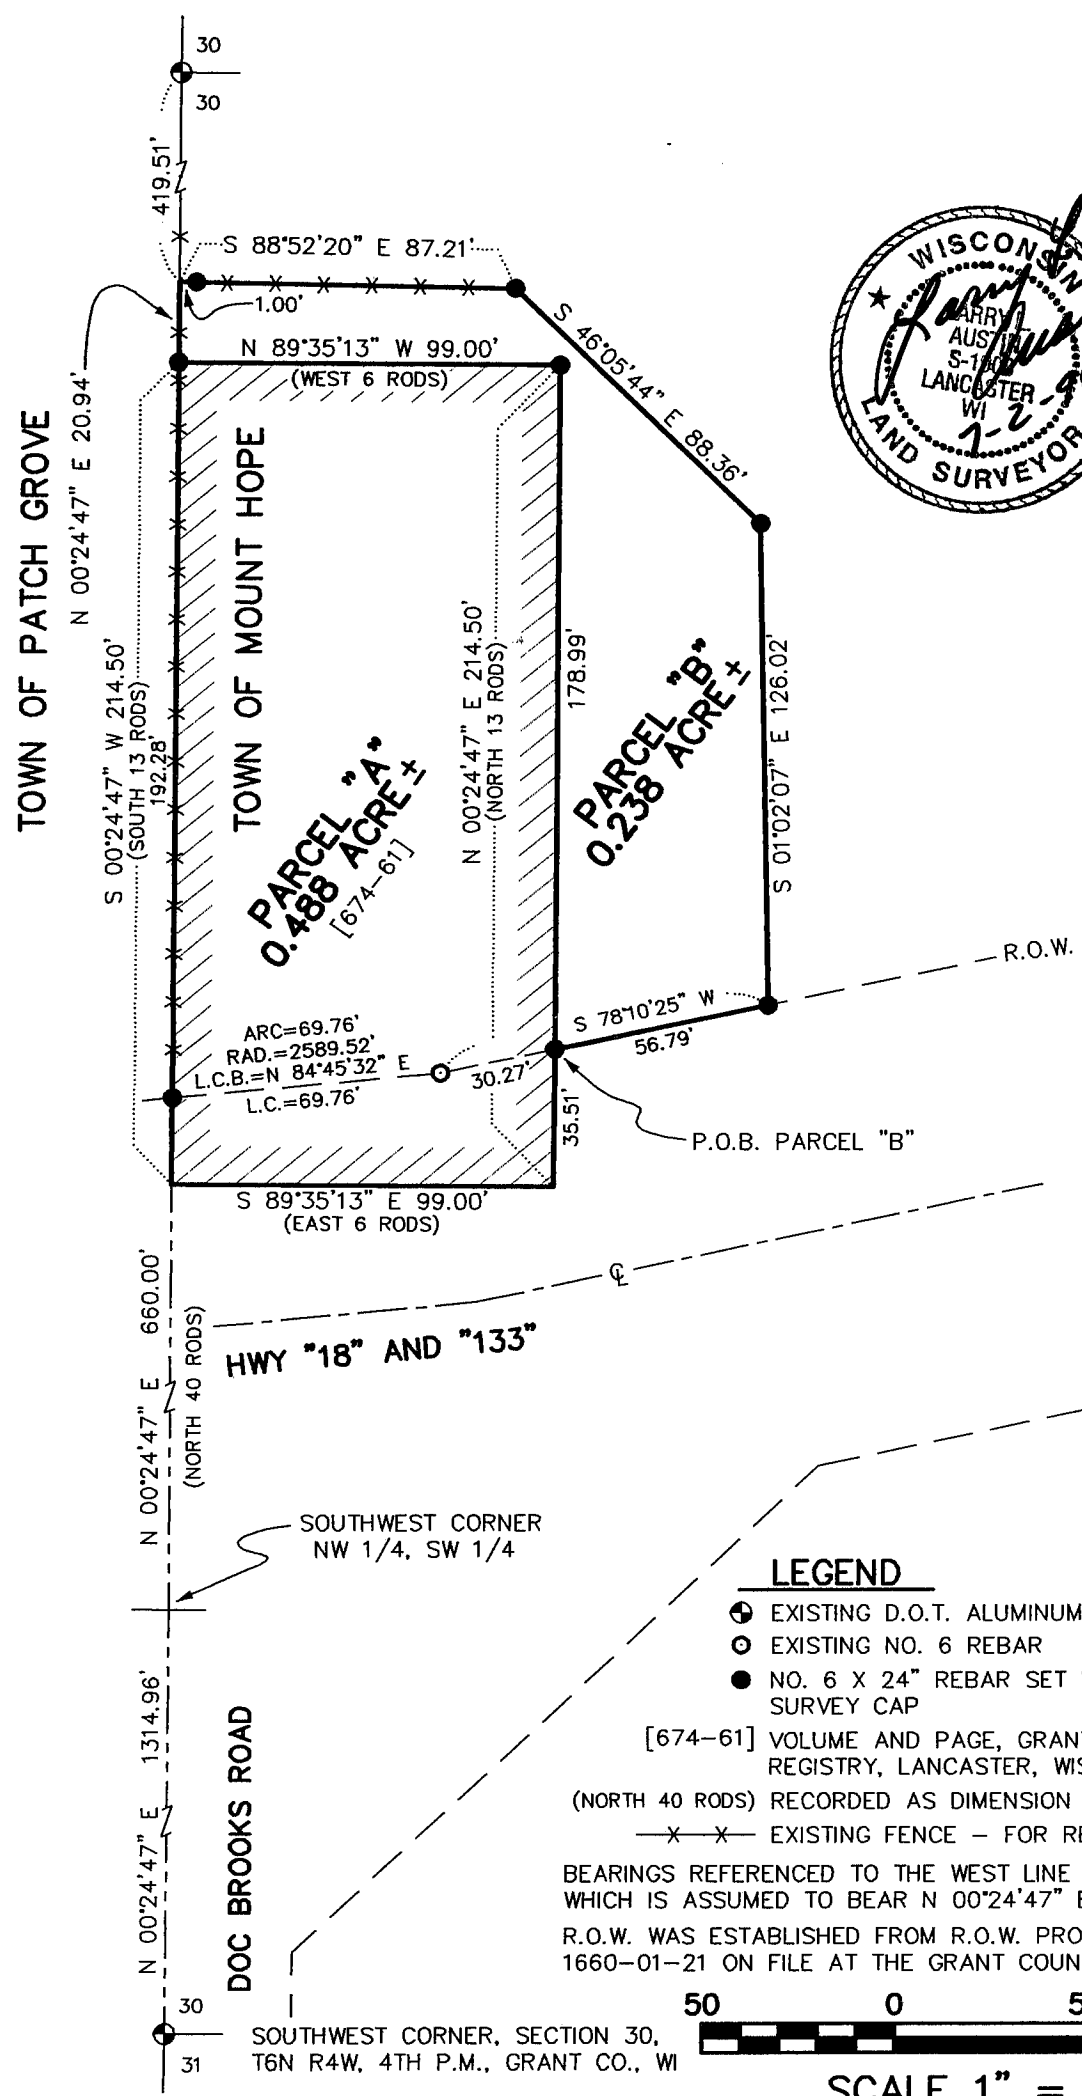 30
30
419.51'
S 88°52'20" E 87.21'
1.00'
N 89°35'13" W 99.00'
(WEST 6 RODS)
S 46°05'44" E 88.36'
WISCONSIN
LARRY L.
AUSTIN
LANCASTER
WI
LAND SURVEYOR
TOWN OF PATCH GROVE
N 00°24'47" E 20.94'
TOWN OF MOUNT HOPE
S 00°24'47" W 214.50'
(SOUTH 13 RODS)
192.28'
N 00°24'47" E 214.50'
(NORTH 13 RODS)
178.99'
PARCEL "A"
0.488 ACRE ±
[674-61]
PARCEL "B"
0.238 ACRE ±
S 01°02'07" E 126.02'
R.O.W.
S 78°10'25" W
56.79'
ARC=69.76'
RAD.=2589.52'
L.C.B.=N 84°45'32" E
L.C.=69.76'
30.27'
35.51'
P.O.B. PARCEL "B"
S 89°35'13" E 99.00'
(EAST 6 RODS)
N 00°24'47" E 660.00'
(NORTH 40 RODS)
HWY "18" AND "133"
SOUTHWEST CORNER
NW 1/4, SW 1/4
N 00°24'47" E 1314.96'
DOC BROOKS ROAD
LEGEND
EXISTING D.O.T. ALUMINUM
EXISTING NO. 6 REBAR
NO. 6 X 24" REBAR SET
SURVEY CAP
[674-61] VOLUME AND PAGE, GRANT
REGISTRY, LANCASTER, WIS
(NORTH 40 RODS) RECORDED AS DIMENSION
EXISTING FENCE - FOR RE
BEARINGS REFERENCED TO THE WEST LINE
WHICH IS ASSUMED TO BEAR N 00°24'47" E
R.O.W. WAS ESTABLISHED FROM R.O.W. PRO
1660-01-21 ON FILE AT THE GRANT COUN
30
31
SOUTHWEST CORNER, SECTION 30,
T6N R4W, 4TH P.M., GRANT CO., WI
50 0 5
SCALE 1" =